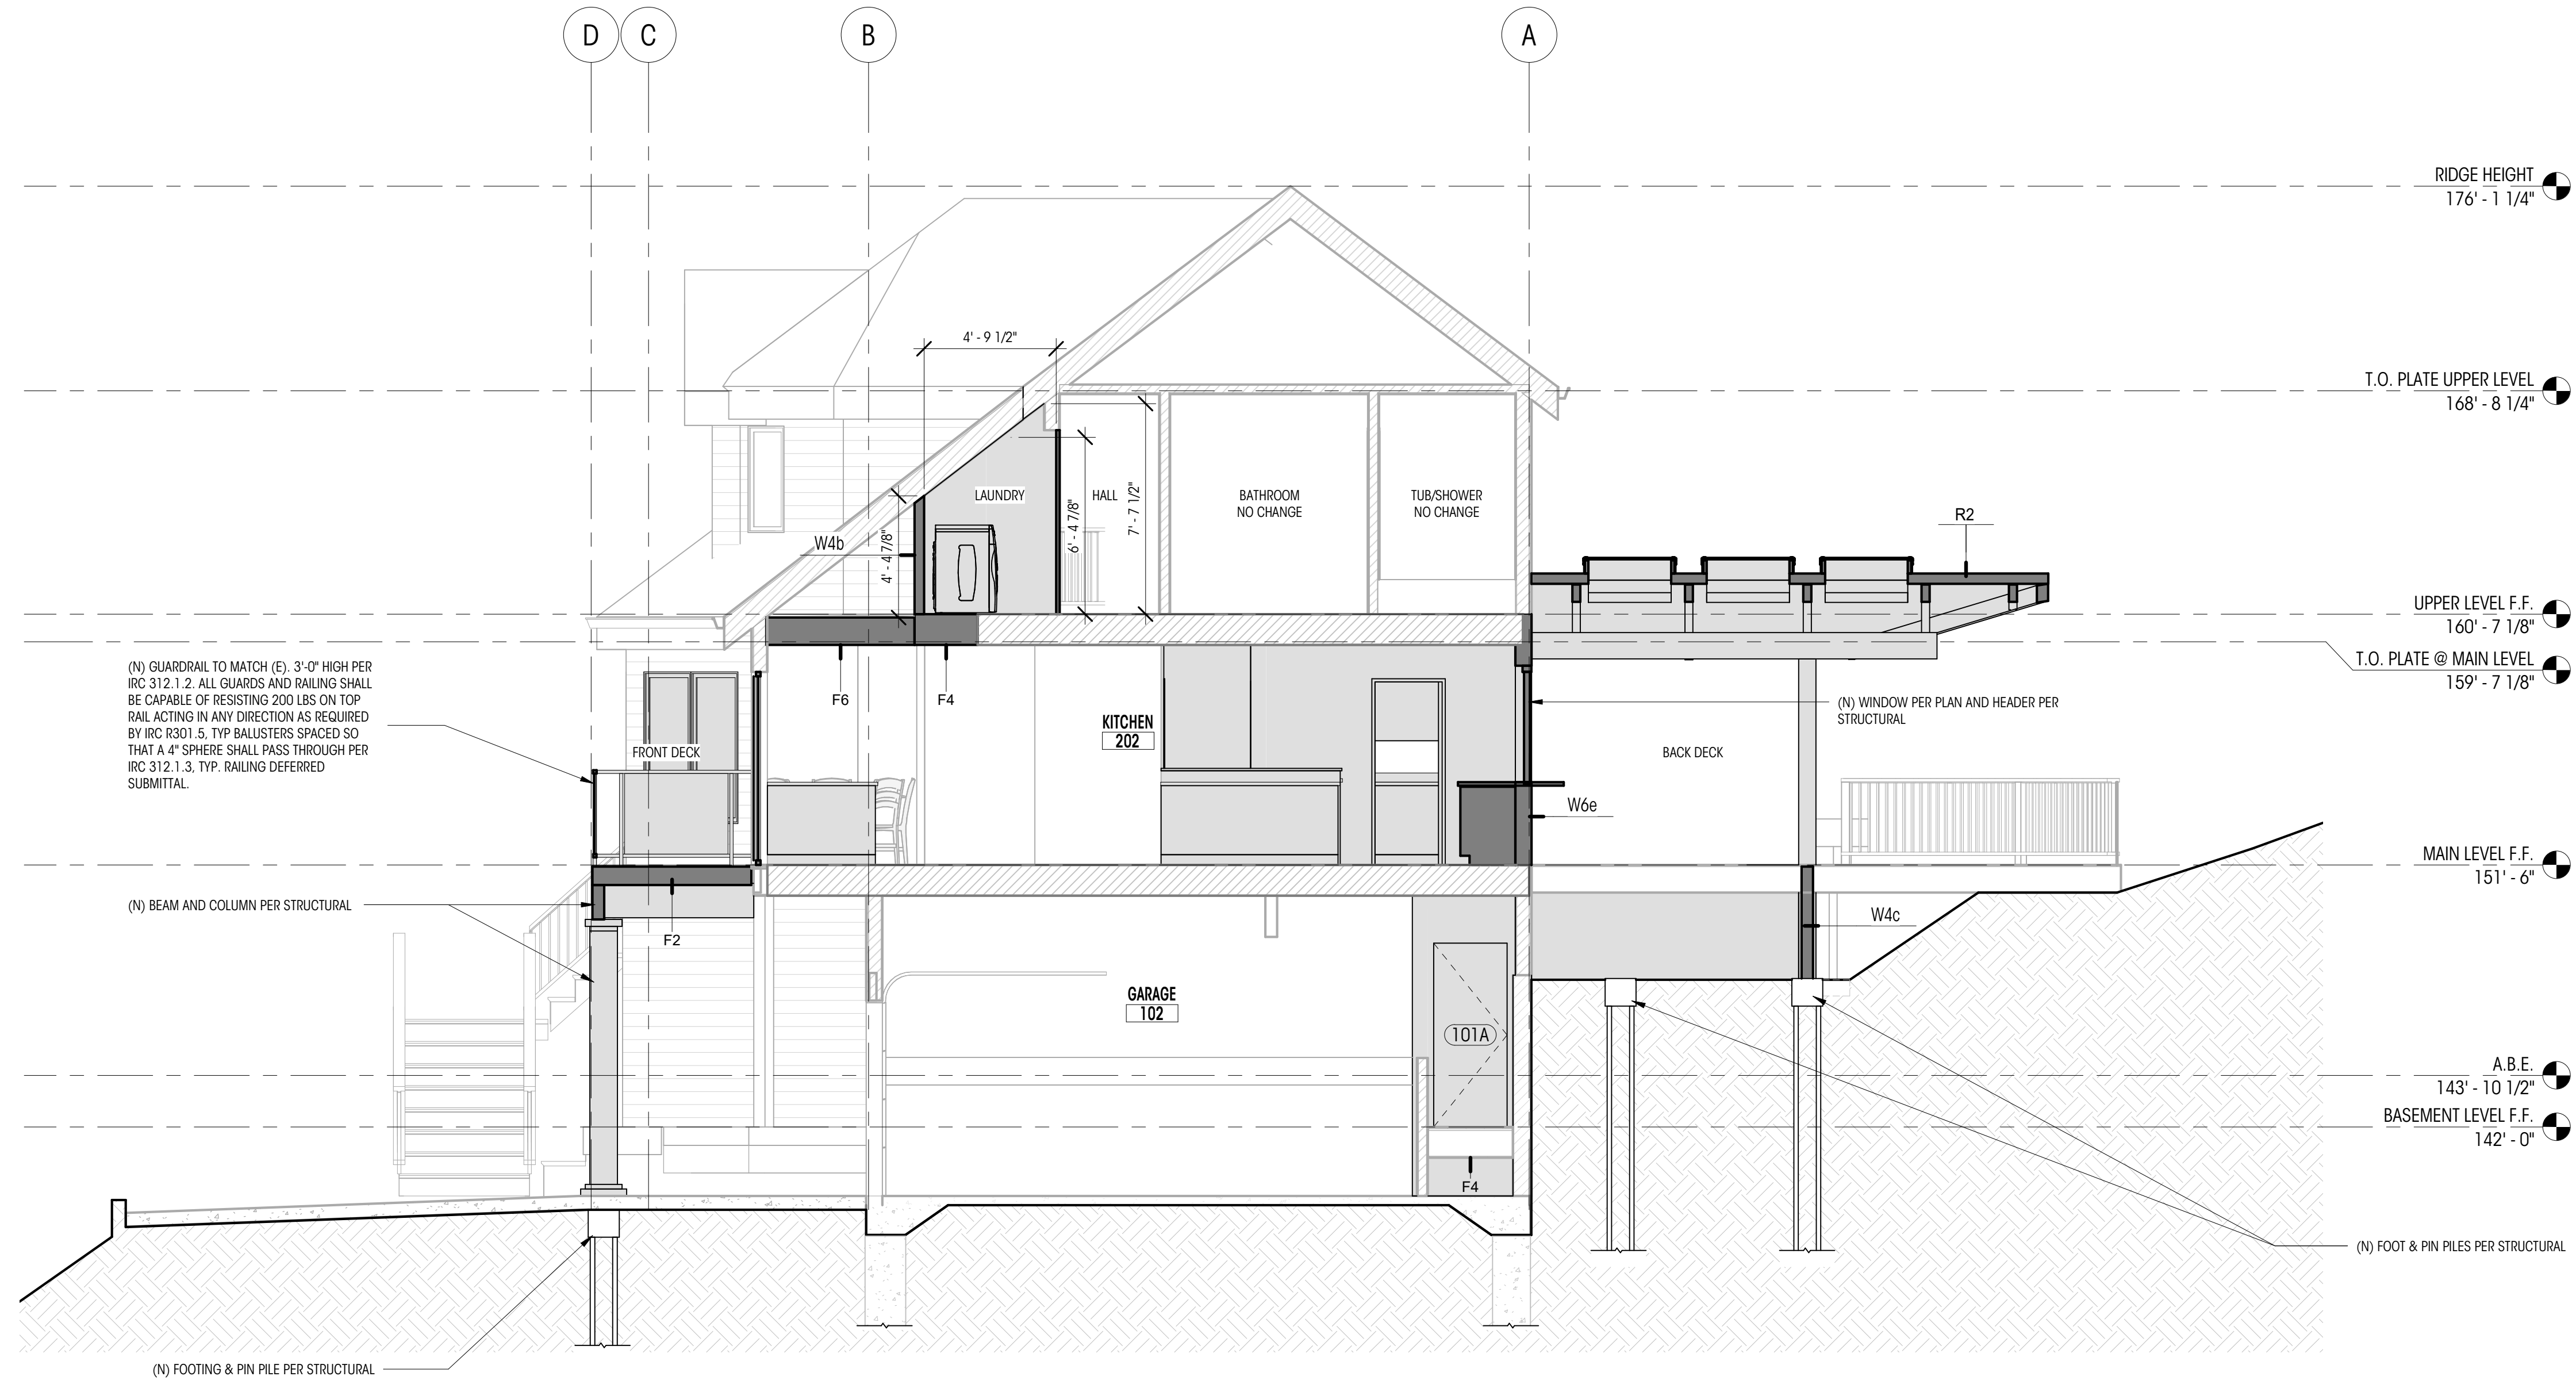 D
C
B
A
RIDGE HEIGHT
176' - 1 1/4"
4' - 9 1/2"
T.O. PLATE UPPER LEVEL
168' - 8 1/4"
LAUNDRY
HALL
BATHROOM
NO CHANGE
TUB/SHOWER
NO CHANGE
6' - 4 7/8"
7' - 7 1/2"
4' - 4 7/8"
W4b
R2
UPPER LEVEL F.F.
160' - 7 1/8"
T.O. PLATE @ MAIN LEVEL
159' - 7 1/8"
(N) GUARDRAIL TO MATCH (E). 3'-0" HIGH PER
IRC 312.1.2. ALL GUARDS AND RAILING SHALL
BE CAPABLE OF RESISTING 200 LBS ON TOP
RAIL ACTING IN ANY DIRECTION AS REQUIRED
BY IRC R301.5, TYP BALUSTERS SPACED SO
THAT A 4" SPHERE SHALL PASS THROUGH PER
IRC 312.1.3, TYP. RAILING DEFERRED
SUBMITTAL.
F6
F4
(N) WINDOW PER PLAN AND HEADER PER
STRUCTURAL
KITCHEN
202
FRONT DECK
BACK DECK
W6e
MAIN LEVEL F.F.
151' - 6"
(N) BEAM AND COLUMN PER STRUCTURAL
F2
W4c
GARAGE
102
101A
A.B.E.
143' - 10 1/2"
BASEMENT LEVEL F.F.
142' - 0"
F4
(N) FOOT & PIN PILES PER STRUCTURAL
(N) FOOTING & PIN PILE PER STRUCTURAL